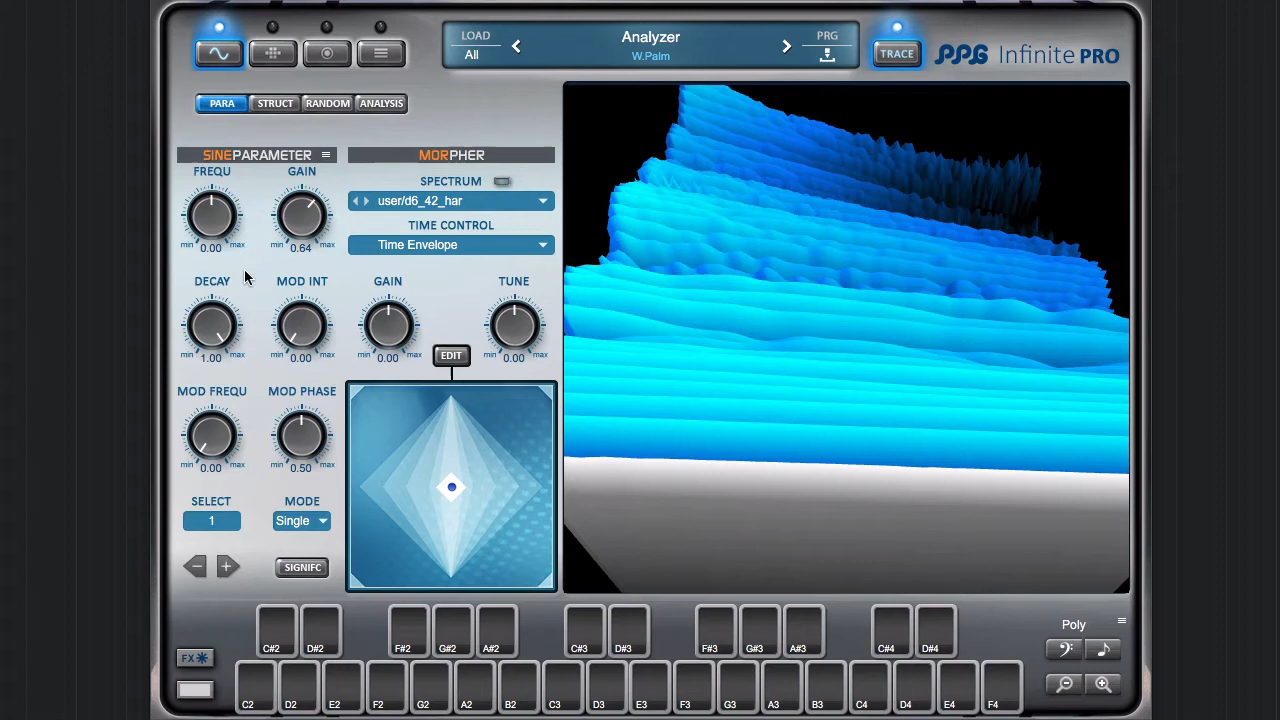 LOAD
All
Analyzer
W.Palm
PRG
TRACE
PPG Infinite PRO
PARA STRUCT RANDOM ANALYSIS
SINEPARAMETER
MORPHER
FREQU GAIN
min max min max
0.00 0.64
SPECTRUM
user/d6_42_har
TIME CONTROL
Time Envelope
DECAY MOD INT GAIN TUNE
min max min max min max min max
1.00 0.00 0.00 0.00
EDIT
MOD FREQU MOD PHASE
min max min max
0.00 0.50
SELECT MODE
1 Single
− + SIGNIFC
Poly
C#2 D#2 F#2 G#2 A#2 C#3 D#3 F#3 G#3 A#3 C#4 D#4
FX
C2 D2 E2 F2 G2 A2 B2 C3 D3 E3 F3 G3 A3 B3 C4 D4 E4 F4